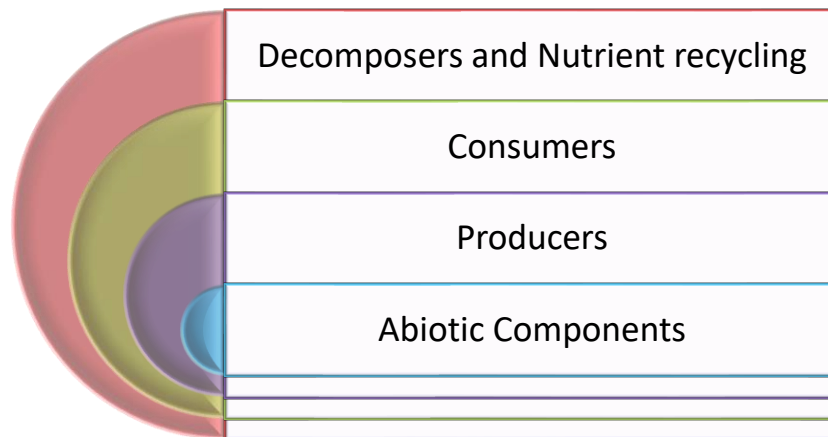 Decomposers and Nutrient recycling
Consumers
Producers
Abiotic Components